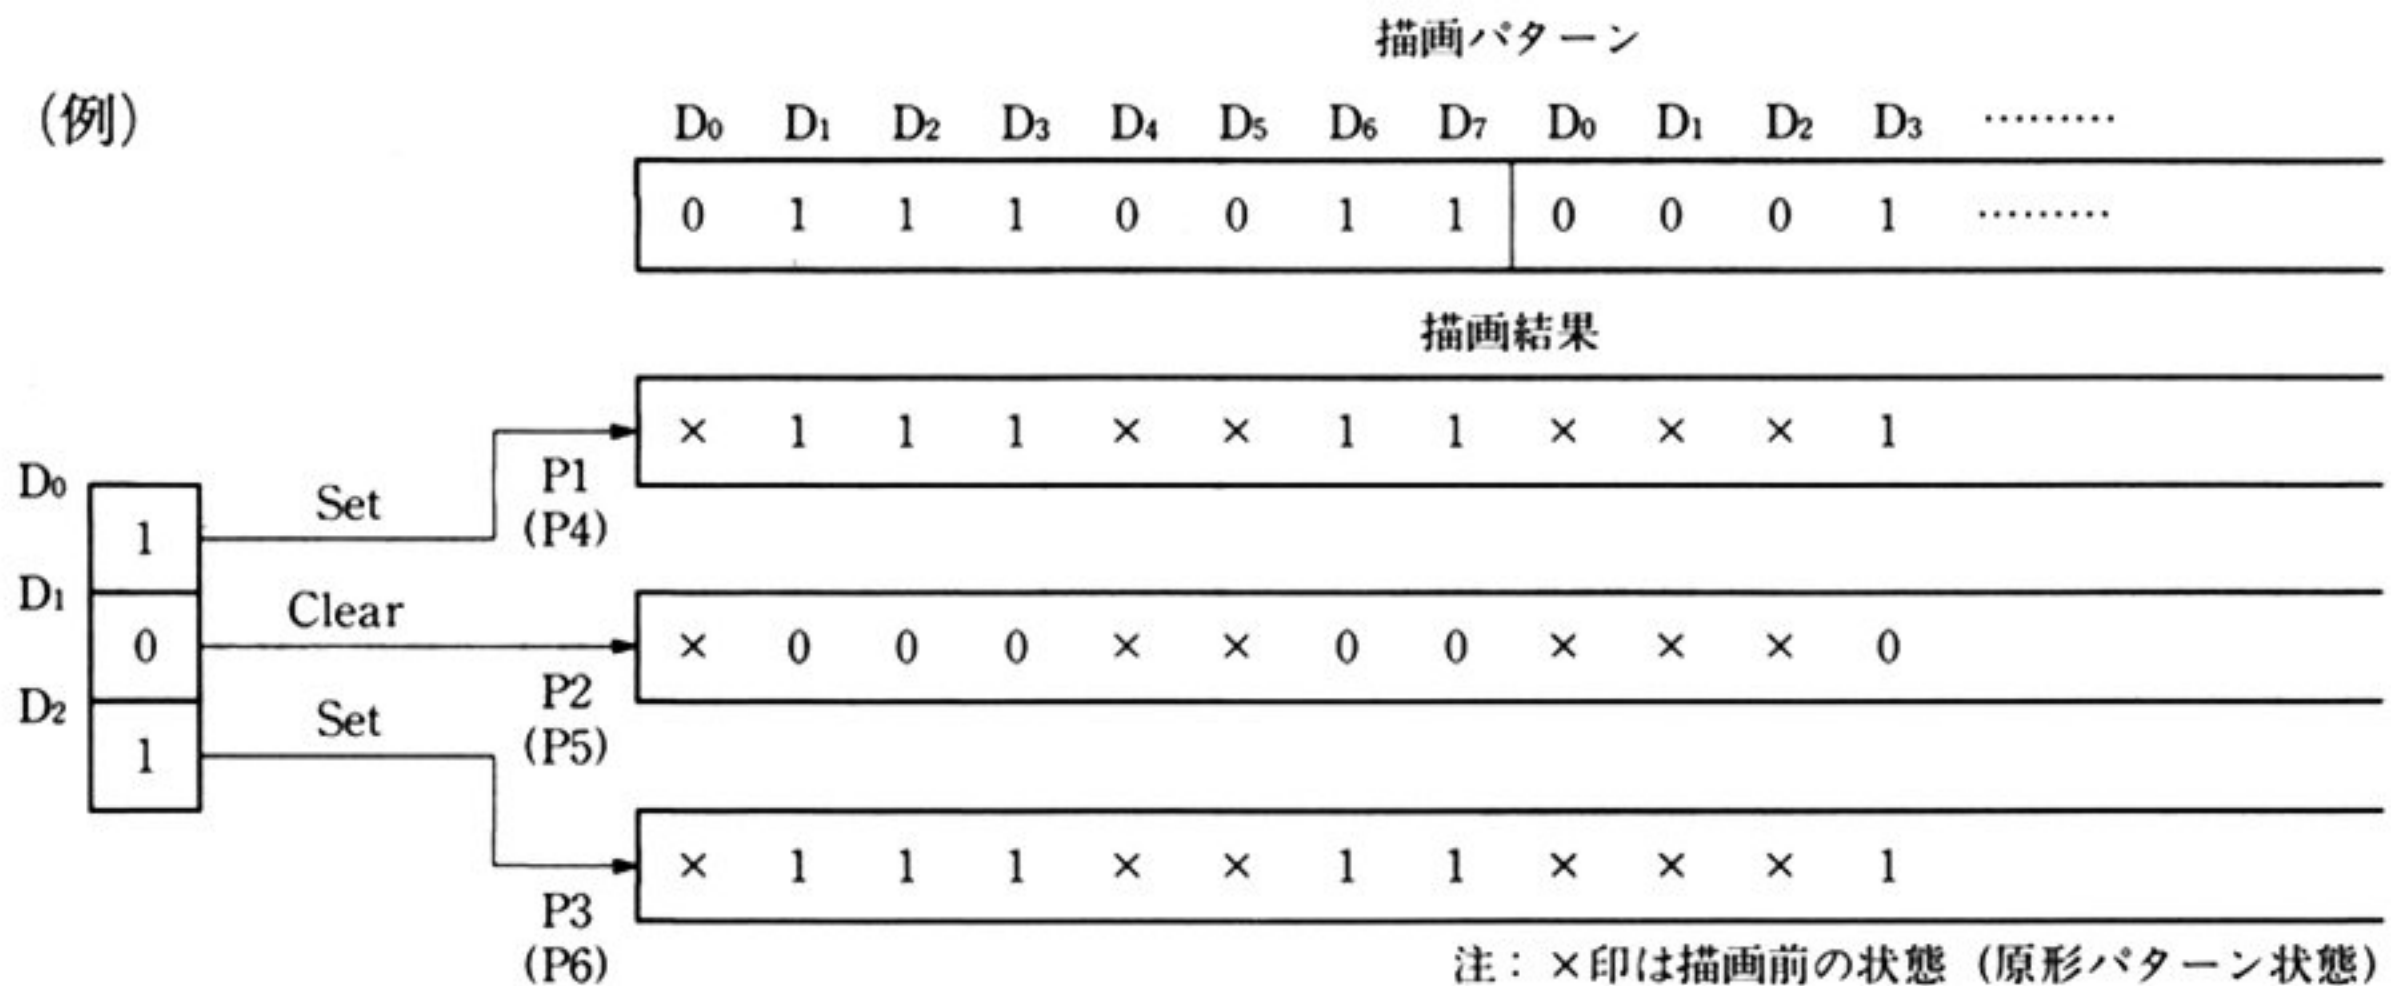 描画パターン
(例)
D₀ D₁ D₂ D₃ D₄ D₅ D₆ D₇ D₀ D₁ D₂ D₃ ………
0 1 1 1 0 0 1 1 0 0 0 1 ………
描画結果
× 1 1 1 × × 1 1 × × × 1
D₀ 1 Set P1
(P4)
D₁ 0 Clear
× 0 0 0 × × 0 0 × × × 0
P2
(P5)
D₂ 1 Set
× 1 1 1 × × 1 1 × × × 1
P3
(P6)
注：×印は描画前の状態（原形パターン状態）